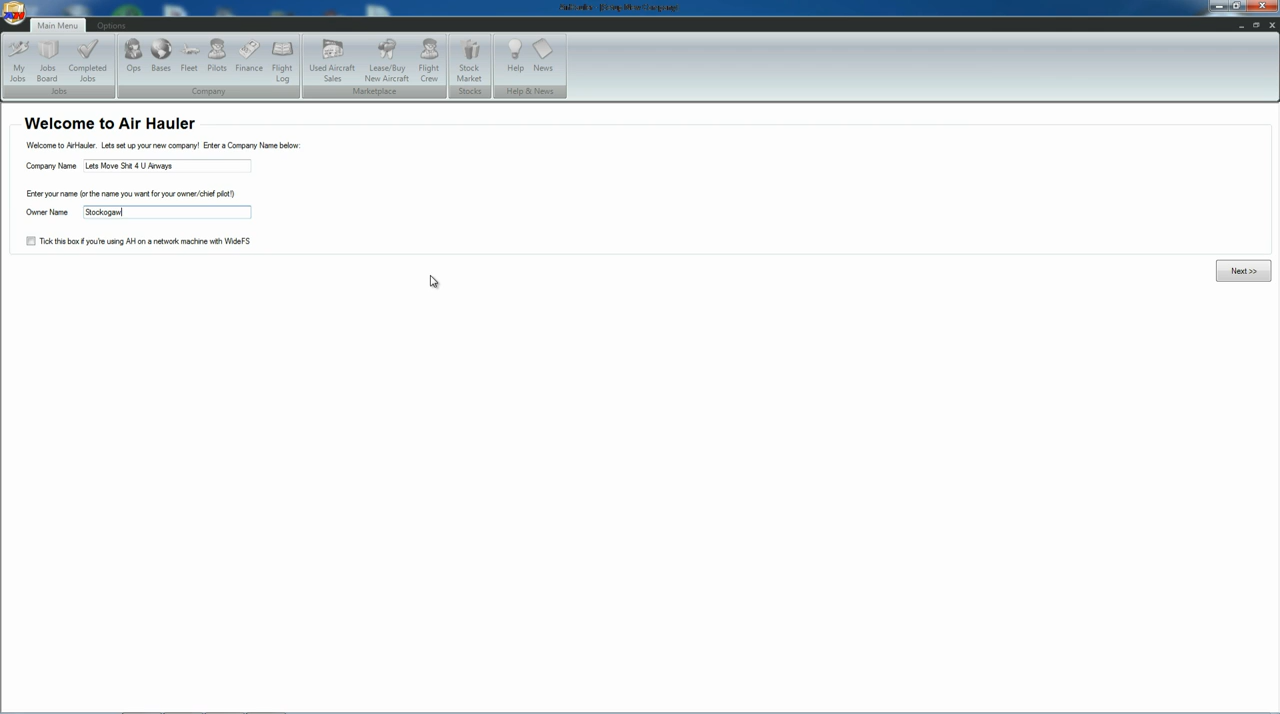 Main Menu Options
My Jobs
Jobs Board
Completed Jobs
Jobs
Ops
Bases
Fleet
Pilots
Finance
Flight Log
Company
Used Aircraft Sales
Lease/Buy New Aircraft
Flight Crew
Marketplace
Stock Market
Stocks
Help
News
Help & News
Welcome to Air Hauler
Welcome to AirHauler. Lets set up your new company! Enter a Company Name below:
Company Name Lets Move Shit 4 U Airways
Enter your name (or the name you want for your owner/chief pilot!)
Owner Name Stockogaw
Tick this box if you're using AH on a network machine with WideFS
Next >>